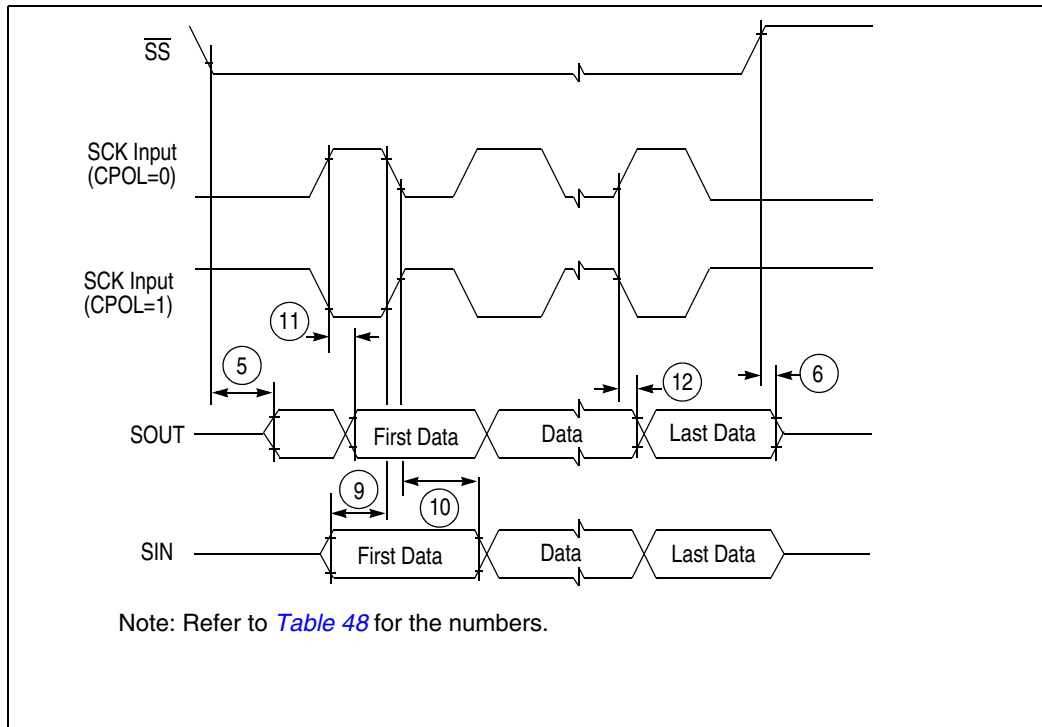 SS
SCK Input
(CPOL=0)
SCK Input
(CPOL=1)
11
5
12
6
SOUT
First Data
Data
Last Data
9
10
SIN
First Data
Data
Last Data
Note: Refer to Table 48 for the numbers.